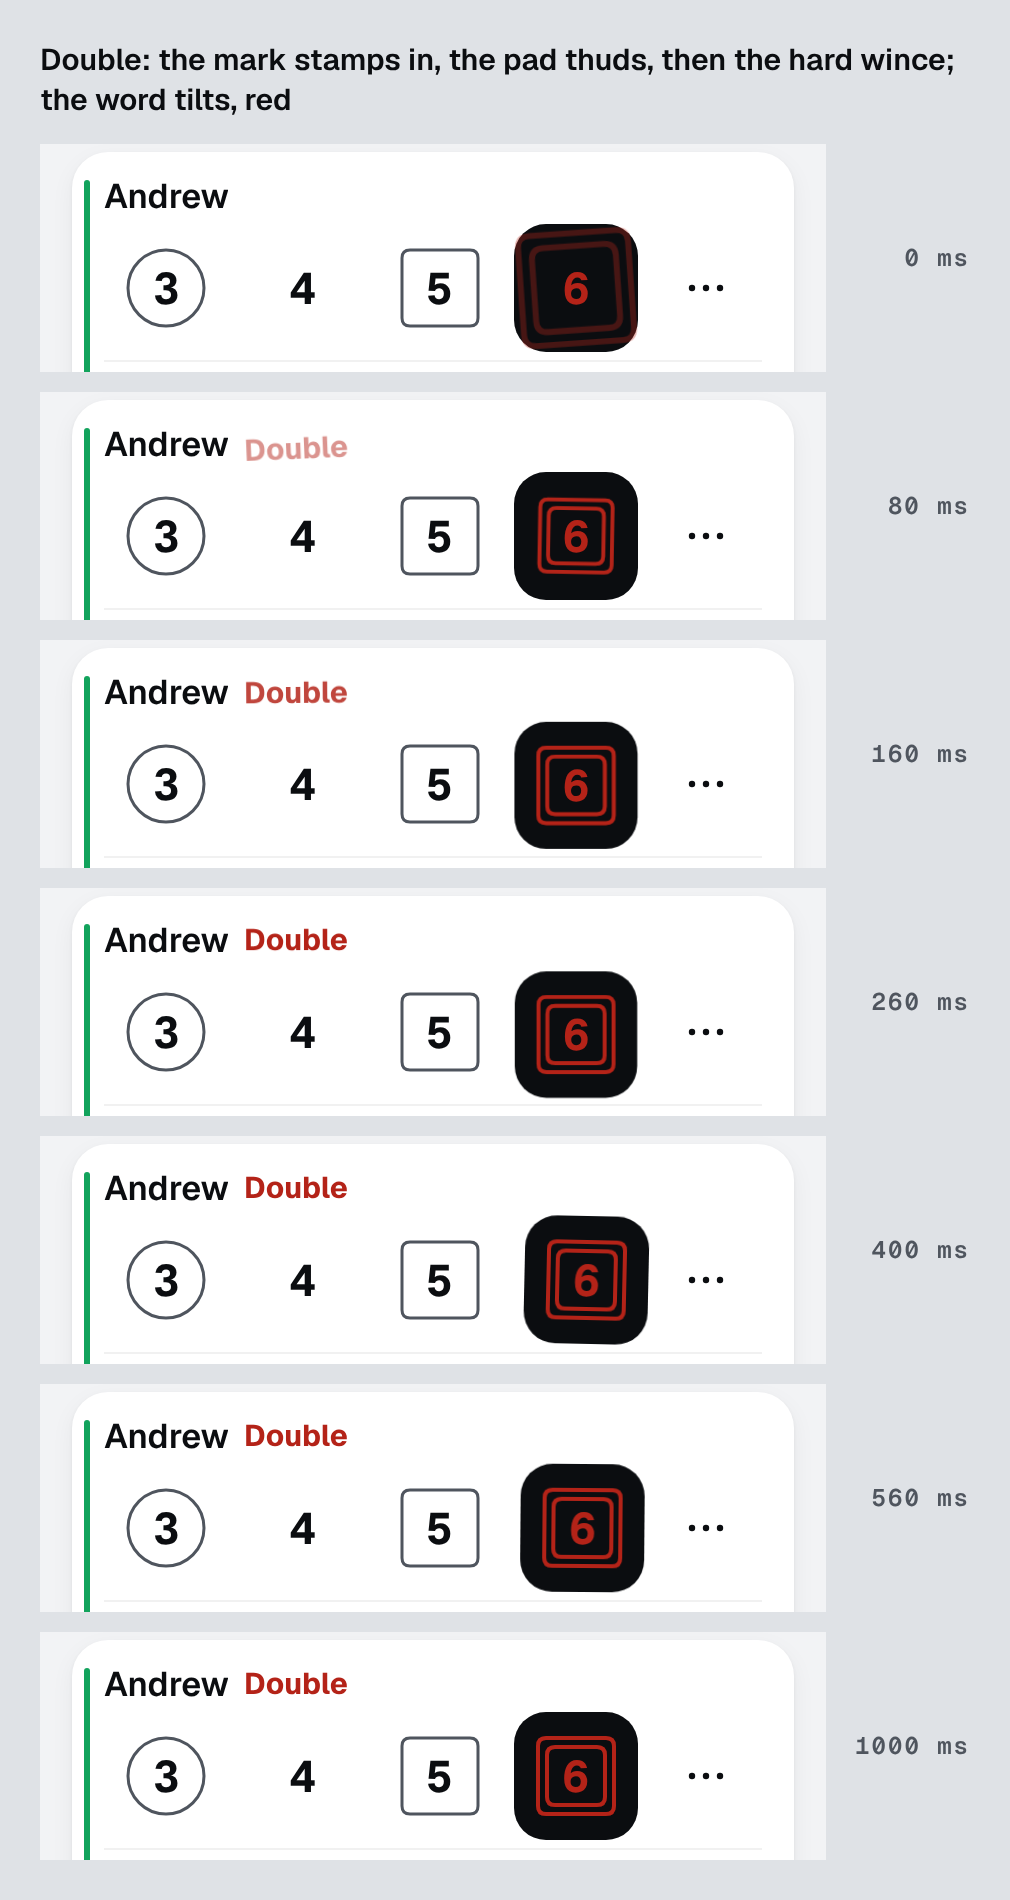 Double: the mark stamps in, the pad thuds, then the hard wince;
the word tilts, red
Andrew
3 4 5 6 ...
0 ms
Andrew Double
3 4 5 6 ...
80 ms
Andrew Double
3 4 5 6 ...
160 ms
Andrew Double
3 4 5 6 ...
260 ms
Andrew Double
3 4 5 6 ...
400 ms
Andrew Double
3 4 5 6 ...
560 ms
Andrew Double
3 4 5 6 ...
1000 ms